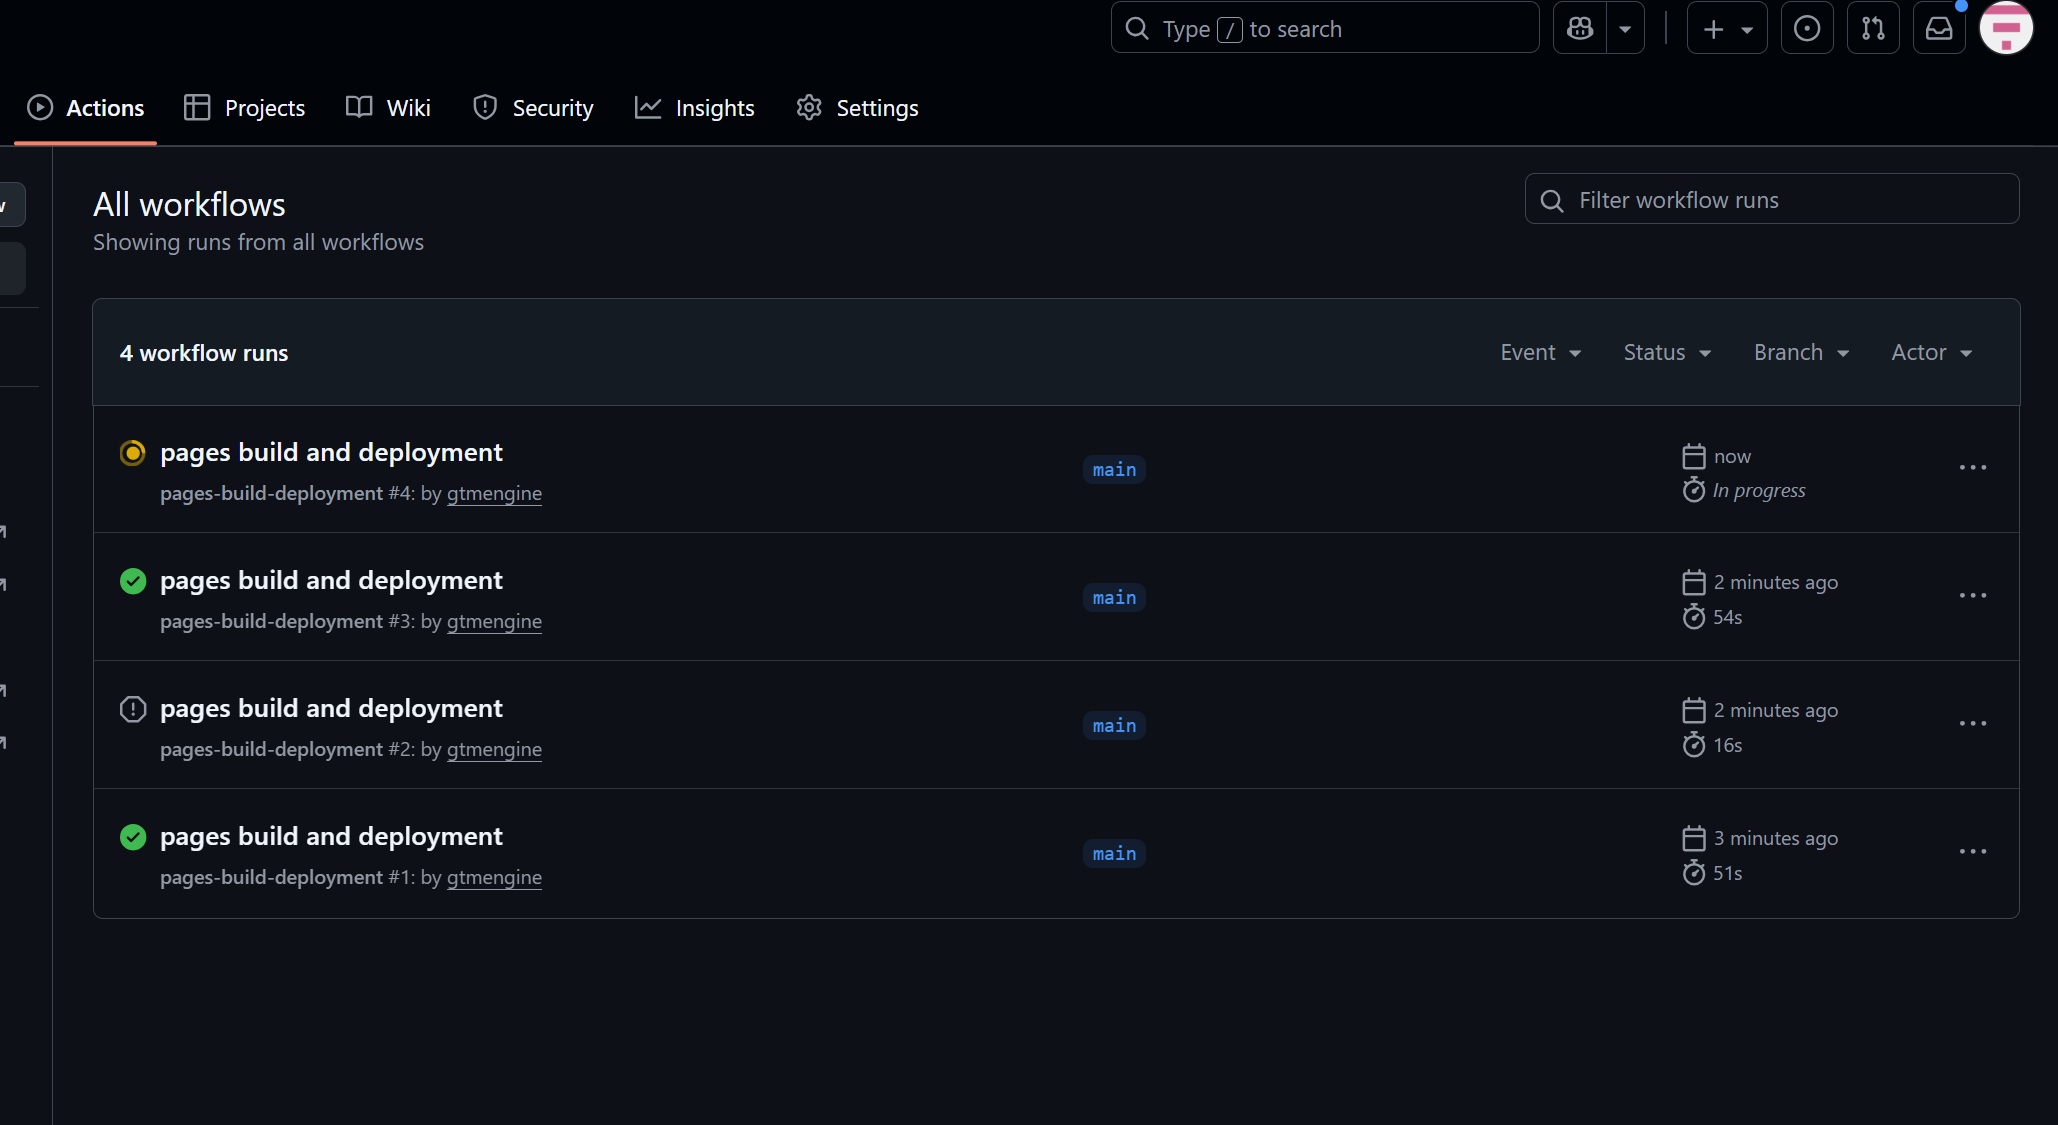 Type / to search
Actions
Projects
Wiki
Security
Insights
Settings
All workflows
Showing runs from all workflows
Filter workflow runs
4 workflow runs
Event
Status
Branch
Actor
pages build and deployment
pages-build-deployment #4: by gtmengine
main
now
In progress
pages build and deployment
pages-build-deployment #3: by gtmengine
main
2 minutes ago
54s
pages build and deployment
pages-build-deployment #2: by gtmengine
main
2 minutes ago
16s
pages build and deployment
pages-build-deployment #1: by gtmengine
main
3 minutes ago
51s